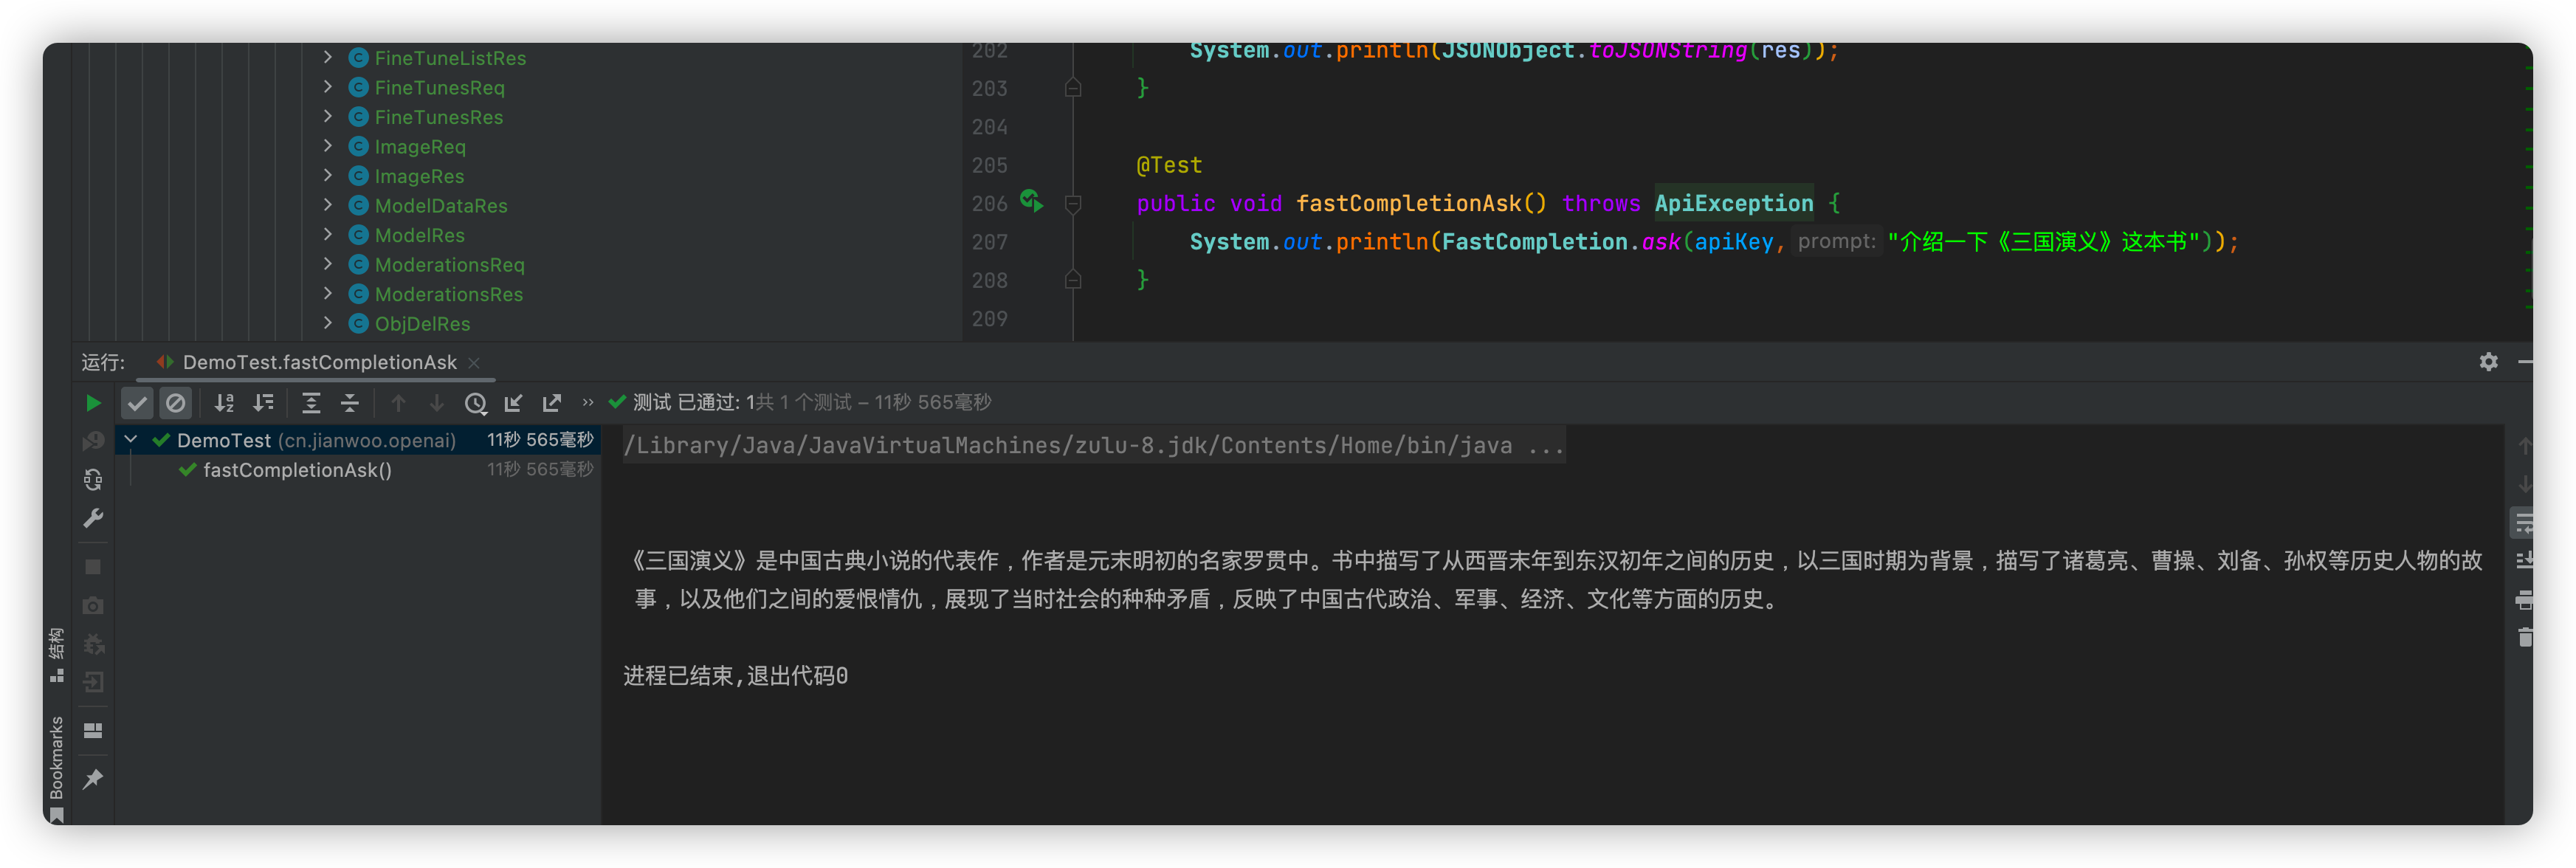 FineTuneListRes
FineTunesReq
FineTunesRes
ImageReq
ImageRes
ModelDataRes
ModelRes
ModerationsReq
ModerationsRes
ObjDelRes
202 System.out.println(JSONObject.toJSONString(res));
203 }
204
205 @Test
206 public void fastCompletionAsk() throws ApiException {
207 System.out.println(FastCompletion.ask(apiKey, prompt: "介绍一下《三国演义》这本书"));
208 }
209
运行: DemoTest.fastCompletionAsk
测试 已通过: 1共 1 个测试 – 11秒 565毫秒
DemoTest (cn.jianwoo.openai) 11秒 565毫秒
fastCompletionAsk() 11秒 565毫秒
/Library/Java/JavaVirtualMachines/zulu-8.jdk/Contents/Home/bin/java ...
《三国演义》是中国古典小说的代表作，作者是元末明初的名家罗贯中。书中描写了从西晋末年到东汉初年之间的历史，以三国时期为背景，描写了诸葛亮、曹操、刘备、孙权等历史人物的故
事，以及他们之间的爱恨情仇，展现了当时社会的种种矛盾，反映了中国古代政治、军事、经济、文化等方面的历史。
进程已结束,退出代码0
结构
Bookmarks